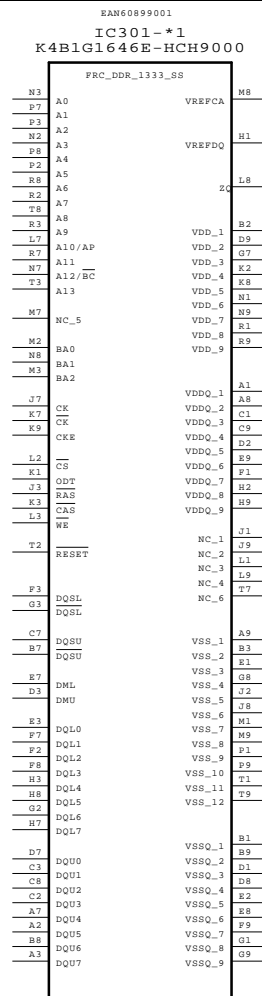 EAN60899001
IC301-*1
K4B1G1646E-HCH9000
FRC_DDR_1333_SS
N3 A0
P7 A1
P3 A2
N2 A3
P8 A4
P2 A5
R8 A6
R2 A7
T8 A8
R3 A9
L7 A10/AP
R7 A11
N7 A12/BC
T3 A13
M7 NC_5
M2 BA0
N8 BA1
M3 BA2
J7 CK
K7 CK
K9 CKE
L2 CS
K1 ODT
J3 RAS
K3 CAS
L3 WE
T2 RESET
F3 DQSL
G3 DQSL
C7 DQSU
B7 DQSU
E7 DML
D3 DMU
E3 DQL0
F7 DQL1
F2 DQL2
F8 DQL3
H3 DQL4
H8 DQL5
G2 DQL6
H7 DQL7
D7 DQU0
C3 DQU1
C8 DQU2
C2 DQU3
A7 DQU4
A2 DQU5
B8 DQU6
A3 DQU7
VREFCA M8
VREFDQ H1
ZQ L8
VDD_1 B2
VDD_2 D9
VDD_3 G7
VDD_4 K2
VDD_5 K8
VDD_6 N1
VDD_7 N9
VDD_8 R1
VDD_9 R9
VDDQ_1 A1
VDDQ_2 A8
VDDQ_3 C1
VDDQ_4 C9
VDDQ_5 D2
VDDQ_6 E9
VDDQ_7 F1
VDDQ_8 H2
VDDQ_9 H9
NC_1 J1
NC_2 J9
NC_3 L1
NC_4 L9
NC_6 T7
VSS_1 A9
VSS_2 B3
VSS_3 E1
VSS_4 G8
VSS_5 J2
VSS_6 J8
VSS_7 M1
VSS_8 M9
VSS_9 P1
VSS_10 P9
VSS_11 T1
VSS_12 T9
VSSQ_1 B1
VSSQ_2 B9
VSSQ_3 D1
VSSQ_4 D8
VSSQ_5 E2
VSSQ_6 E8
VSSQ_7 F9
VSSQ_8 G1
VSSQ_9 G9